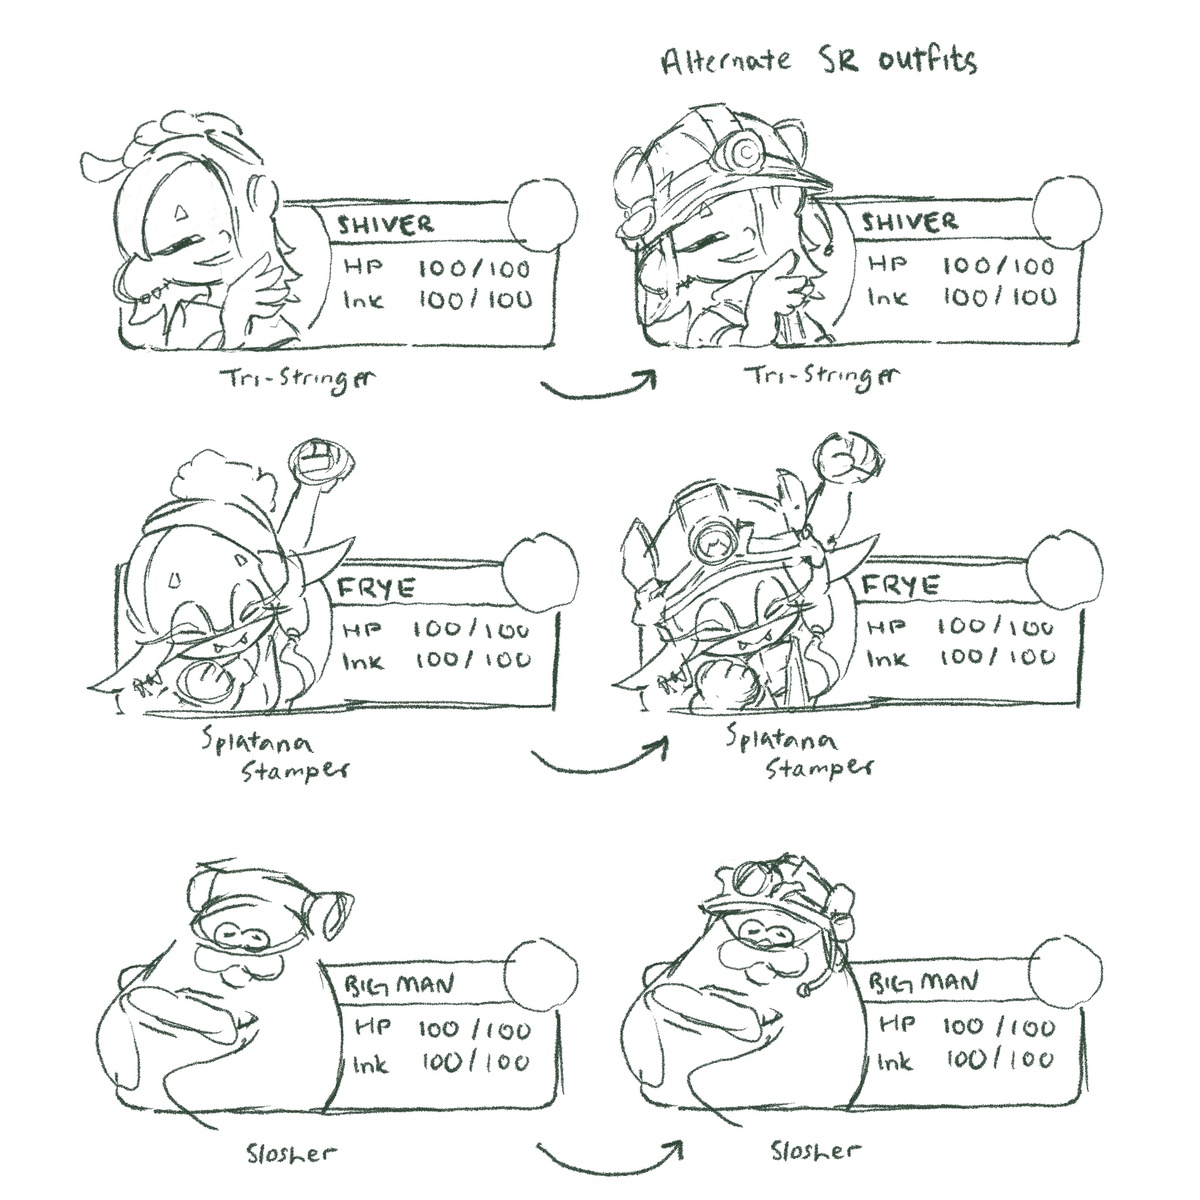 Alternate SR outfits
SHIVER
HP 100/100
Ink 100/100
Tri-Stringer
SHIVER
HP 100/100
Ink 100/100
Tri-Stringer
FRYE
HP 100/100
Ink 100/100
Splatana
Stamper
FRYE
HP 100/100
Ink 100/100
Splatana
Stamper
BIG MAN
HP 100/100
Ink 100/100
Slosher
BIG MAN
HP 100/100
Ink 100/100
Slosher